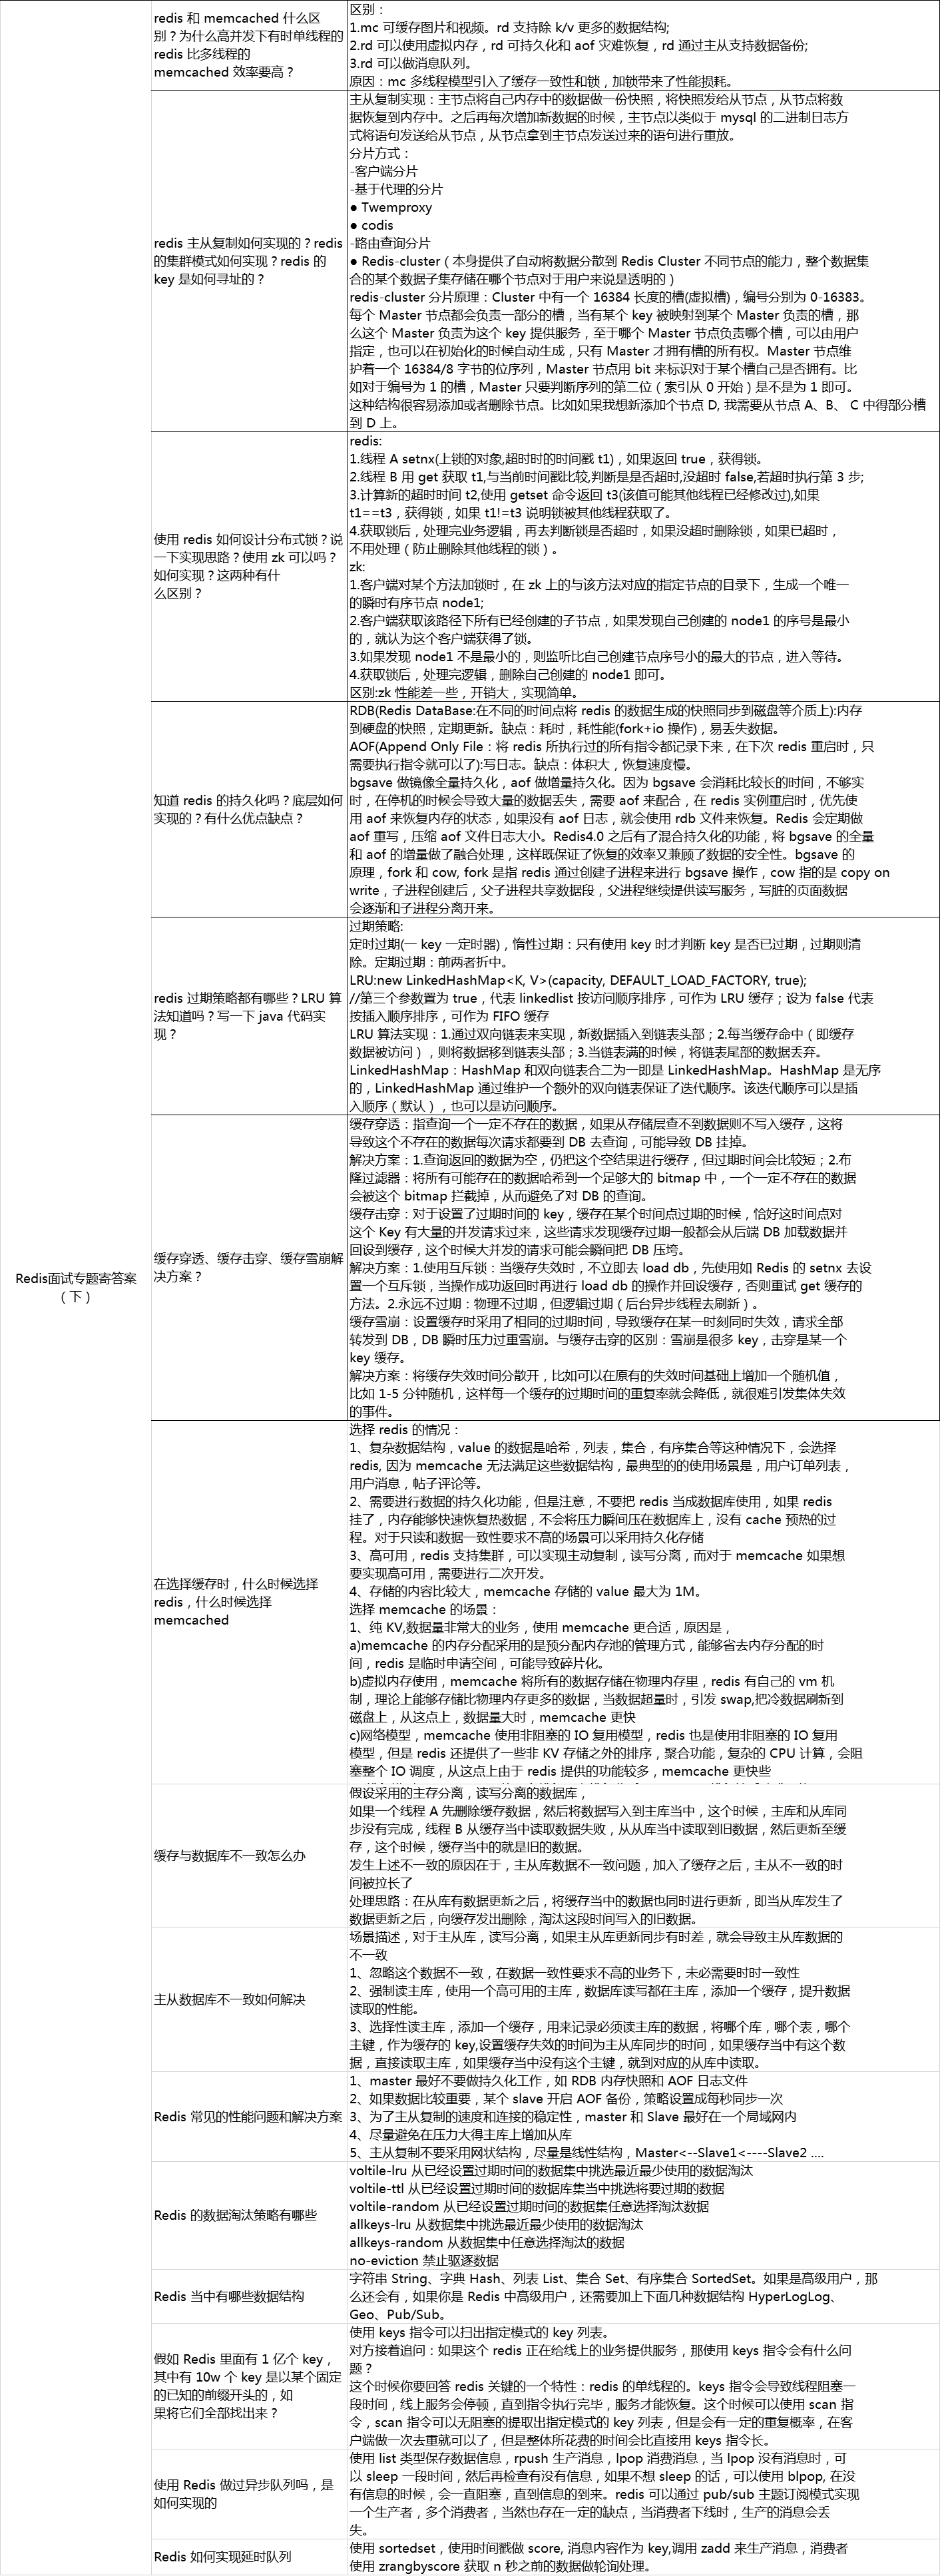 Redis面试专题寄答案
（下）
redis 和 memcached 什么区
别？为什么高并发下有时单线程的
redis 比多线程的
memcached 效率要高？
区别：
1.mc 可缓存图片和视频。rd 支持除 k/v 更多的数据结构;
2.rd 可以使用虚拟内存，rd 可持久化和 aof 灾难恢复，rd 通过主从支持数据备份;
3.rd 可以做消息队列。
原因：mc 多线程模型引入了缓存一致性和锁，加锁带来了性能损耗。
redis 主从复制如何实现的？redis
的集群模式如何实现？redis 的
key 是如何寻址的？
主从复制实现：主节点将自己内存中的数据做一份快照，将快照发给从节点，从节点将数
据恢复到内存中。之后再每次增加新数据的时候，主节点以类似于 mysql 的二进制日志方
式将语句发送给从节点，从节点拿到主节点发送过来的语句进行重放。
分片方式：
-客户端分片
-基于代理的分片
● Twemproxy
● codis
-路由查询分片
● Redis-cluster（本身提供了自动将数据分散到 Redis Cluster 不同节点的能力，整个数据集
合的某个数据子集存储在哪个节点对于用户来说是透明的）
redis-cluster 分片原理：Cluster 中有一个 16384 长度的槽(虚拟槽)，编号分别为 0-16383。
每个 Master 节点都会负责一部分的槽，当有某个 key 被映射到某个 Master 负责的槽，那
么这个 Master 负责为这个 key 提供服务，至于哪个 Master 节点负责哪个槽，可以由用户
指定，也可以在初始化的时候自动生成，只有 Master 才拥有槽的所有权。Master 节点维
护着一个 16384/8 字节的位序列，Master 节点用 bit 来标识对于某个槽自己是否拥有。比
如对于编号为 1 的槽，Master 只要判断序列的第二位（索引从 0 开始）是不是为 1 即可。
这种结构很容易添加或者删除节点。比如如果我想新添加个节点 D, 我需要从节点 A、B、 C 中得部分槽
到 D 上。
使用 redis 如何设计分布式锁？说
一下实现思路？使用 zk 可以吗？
如何实现？这两种有什
么区别？
redis:
1.线程 A setnx(上锁的对象,超时时的时间戳 t1)，如果返回 true，获得锁。
2.线程 B 用 get 获取 t1,与当前时间戳比较,判断是是否超时,没超时 false,若超时执行第 3 步;
3.计算新的超时时间 t2,使用 getset 命令返回 t3(该值可能其他线程已经修改过),如果
t1==t3，获得锁，如果 t1!=t3 说明锁被其他线程获取了。
4.获取锁后，处理完业务逻辑，再去判断锁是否超时，如果没超时删除锁，如果已超时，
不用处理（防止删除其他线程的锁）。
zk:
1.客户端对某个方法加锁时，在 zk 上的与该方法对应的指定节点的目录下，生成一个唯一
的瞬时有序节点 node1;
2.客户端获取该路径下所有已经创建的子节点，如果发现自己创建的 node1 的序号是最小
的，就认为这个客户端获得了锁。
3.如果发现 node1 不是最小的，则监听比自己创建节点序号小的最大的节点，进入等待。
4.获取锁后，处理完逻辑，删除自己创建的 node1 即可。
区别:zk 性能差一些，开销大，实现简单。
知道 redis 的持久化吗？底层如何
实现的？有什么优点缺点？
RDB(Redis DataBase:在不同的时间点将 redis 的数据生成的快照同步到磁盘等介质上):内存
到硬盘的快照，定期更新。缺点：耗时，耗性能(fork+io 操作)，易丢失数据。
AOF(Append Only File：将 redis 所执行过的所有指令都记录下来，在下次 redis 重启时，只
需要执行指令就可以了):写日志。缺点：体积大，恢复速度慢。
bgsave 做镜像全量持久化，aof 做增量持久化。因为 bgsave 会消耗比较长的时间，不够实
时，在停机的时候会导致大量的数据丢失，需要 aof 来配合，在 redis 实例重启时，优先使
用 aof 来恢复内存的状态，如果没有 aof 日志，就会使用 rdb 文件来恢复。Redis 会定期做
aof 重写，压缩 aof 文件日志大小。Redis4.0 之后有了混合持久化的功能，将 bgsave 的全量
和 aof 的增量做了融合处理，这样既保证了恢复的效率又兼顾了数据的安全性。bgsave 的
原理，fork 和 cow, fork 是指 redis 通过创建子进程来进行 bgsave 操作，cow 指的是 copy on
write，子进程创建后，父子进程共享数据段，父进程继续提供读写服务，写脏的页面数据
会逐渐和子进程分离开来。
redis 过期策略都有哪些？LRU 算
法知道吗？写一下 java 代码实
现？
过期策略:
定时过期(一 key 一定时器)，惰性过期：只有使用 key 时才判断 key 是否已过期，过期则清
除。定期过期：前两者折中。
LRU:new LinkedHashMap<K, V>(capacity, DEFAULT_LOAD_FACTORY, true);
//第三个参数置为 true，代表 linkedlist 按访问顺序排序，可作为 LRU 缓存；设为 false 代表
按插入顺序排序，可作为 FIFO 缓存
LRU 算法实现：1.通过双向链表来实现，新数据插入到链表头部；2.每当缓存命中（即缓存
数据被访问），则将数据移到链表头部；3.当链表满的时候，将链表尾部的数据丢弃。
LinkedHashMap：HashMap 和双向链表合二为一即是 LinkedHashMap。HashMap 是无序
的，LinkedHashMap 通过维护一个额外的双向链表保证了迭代顺序。该迭代顺序可以是插
入顺序（默认），也可以是访问顺序。
缓存穿透、缓存击穿、缓存雪崩解
决方案？
缓存穿透：指查询一个一定不存在的数据，如果从存储层查不到数据则不写入缓存，这将
导致这个不存在的数据每次请求都要到 DB 去查询，可能导致 DB 挂掉。
解决方案：1.查询返回的数据为空，仍把这个空结果进行缓存，但过期时间会比较短；2.布
隆过滤器：将所有可能存在的数据哈希到一个足够大的 bitmap 中，一个一定不存在的数据
会被这个 bitmap 拦截掉，从而避免了对 DB 的查询。
缓存击穿：对于设置了过期时间的 key，缓存在某个时间点过期的时候，恰好这时间点对
这个 Key 有大量的并发请求过来，这些请求发现缓存过期一般都会从后端 DB 加载数据并
回设到缓存，这个时候大并发的请求可能会瞬间把 DB 压垮。
解决方案：1.使用互斥锁：当缓存失效时，不立即去 load db，先使用如 Redis 的 setnx 去设
置一个互斥锁，当操作成功返回时再进行 load db 的操作并回设缓存，否则重试 get 缓存的
方法。2.永远不过期：物理不过期，但逻辑过期（后台异步线程去刷新）。
缓存雪崩：设置缓存时采用了相同的过期时间，导致缓存在某一时刻同时失效，请求全部
转发到 DB，DB 瞬时压力过重雪崩。与缓存击穿的区别：雪崩是很多 key，击穿是某一个
key 缓存。
解决方案：将缓存失效时间分散开，比如可以在原有的失效时间基础上增加一个随机值，
比如 1-5 分钟随机，这样每一个缓存的过期时间的重复率就会降低，就很难引发集体失效
的事件。
在选择缓存时，什么时候选择
redis，什么时候选择
memcached
选择 redis 的情况：
1、复杂数据结构，value 的数据是哈希，列表，集合，有序集合等这种情况下，会选择
redis, 因为 memcache 无法满足这些数据结构，最典型的的使用场景是，用户订单列表，
用户消息，帖子评论等。
2、需要进行数据的持久化功能，但是注意，不要把 redis 当成数据库使用，如果 redis
挂了，内存能够快速恢复热数据，不会将压力瞬间压在数据库上，没有 cache 预热的过
程。对于只读和数据一致性要求不高的场景可以采用持久化存储
3、高可用，redis 支持集群，可以实现主动复制，读写分离，而对于 memcache 如果想
要实现高可用，需要进行二次开发。
4、存储的内容比较大，memcache 存储的 value 最大为 1M。
选择 memcache 的场景：
1、纯 KV,数据量非常大的业务，使用 memcache 更合适，原因是，
a)memcache 的内存分配采用的是预分配内存池的管理方式，能够省去内存分配的时
间，redis 是临时申请空间，可能导致碎片化。
b)虚拟内存使用，memcache 将所有的数据存储在物理内存里，redis 有自己的 vm 机
制，理论上能够存储比物理内存更多的数据，当数据超量时，引发 swap,把冷数据刷新到
磁盘上，从这点上，数据量大时，memcache 更快
c)网络模型，memcache 使用非阻塞的 IO 复用模型，redis 也是使用非阻塞的 IO 复用
模型，但是 redis 还提供了一些非 KV 存储之外的排序，聚合功能，复杂的 CPU 计算，会阻
塞整个 IO 调度，从这点上由于 redis 提供的功能较多，memcache 更快些
缓存与数据库不一致怎么办
假设采用的主存分离，读写分离的数据库，
如果一个线程 A 先删除缓存数据，然后将数据写入到主库当中，这个时候，主库和从库同
步没有完成，线程 B 从缓存当中读取数据失败，从从库当中读取到旧数据，然后更新至缓
存，这个时候，缓存当中的就是旧的数据。
发生上述不一致的原因在于，主从库数据不一致问题，加入了缓存之后，主从不一致的时
间被拉长了
处理思路：在从库有数据更新之后，将缓存当中的数据也同时进行更新，即当从库发生了
数据更新之后，向缓存发出删除，淘汰这段时间写入的旧数据。
主从数据库不一致如何解决
场景描述，对于主从库，读写分离，如果主从库更新同步有时差，就会导致主从库数据的
不一致
1、忽略这个数据不一致，在数据一致性要求不高的业务下，未必需要时时一致性
2、强制读主库，使用一个高可用的主库，数据库读写都在主库，添加一个缓存，提升数据
读取的性能。
3、选择性读主库，添加一个缓存，用来记录必须读主库的数据，将哪个库，哪个表，哪个
主键，作为缓存的 key,设置缓存失效的时间为主从库同步的时间，如果缓存当中有这个数
据，直接读取主库，如果缓存当中没有这个主键，就到对应的从库中读取。
Redis 常见的性能问题和解决方案
1、master 最好不要做持久化工作，如 RDB 内存快照和 AOF 日志文件
2、如果数据比较重要，某个 slave 开启 AOF 备份，策略设置成每秒同步一次
3、为了主从复制的速度和连接的稳定性，master 和 Slave 最好在一个局域网内
4、尽量避免在压力大得主库上增加从库
5、主从复制不要采用网状结构，尽量是线性结构，Master<--Slave1<----Slave2 ....
Redis 的数据淘汰策略有哪些
voltile-lru 从已经设置过期时间的数据集中挑选最近最少使用的数据淘汰
voltile-ttl 从已经设置过期时间的数据库集当中挑选将要过期的数据
voltile-random 从已经设置过期时间的数据集任意选择淘汰数据
allkeys-lru 从数据集中挑选最近最少使用的数据淘汰
allkeys-random 从数据集中任意选择淘汰的数据
no-eviction 禁止驱逐数据
Redis 当中有哪些数据结构
字符串 String、字典 Hash、列表 List、集合 Set、有序集合 SortedSet。如果是高级用户，那
么还会有，如果你是 Redis 中高级用户，还需要加上下面几种数据结构 HyperLogLog、
Geo、Pub/Sub。
假如 Redis 里面有 1 亿个 key，
其中有 10w 个 key 是以某个固定
的已知的前缀开头的，如
果将它们全部找出来？
使用 keys 指令可以扫出指定模式的 key 列表。
对方接着追问：如果这个 redis 正在给线上的业务提供服务，那使用 keys 指令会有什么问
题？
这个时候你要回答 redis 关键的一个特性：redis 的单线程的。keys 指令会导致线程阻塞一
段时间，线上服务会停顿，直到指令执行完毕，服务才能恢复。这个时候可以使用 scan 指
令，scan 指令可以无阻塞的提取出指定模式的 key 列表，但是会有一定的重复概率，在客
户端做一次去重就可以了，但是整体所花费的时间会比直接用 keys 指令长。
使用 Redis 做过异步队列吗，是
如何实现的
使用 list 类型保存数据信息，rpush 生产消息，lpop 消费消息，当 lpop 没有消息时，可
以 sleep 一段时间，然后再检查有没有信息，如果不想 sleep 的话，可以使用 blpop, 在没
有信息的时候，会一直阻塞，直到信息的到来。redis 可以通过 pub/sub 主题订阅模式实现
一个生产者，多个消费者，当然也存在一定的缺点，当消费者下线时，生产的消息会丢
失。
Redis 如何实现延时队列
使用 sortedset，使用时间戳做 score, 消息内容作为 key,调用 zadd 来生产消息，消费者
使用 zrangbyscore 获取 n 秒之前的数据做轮询处理。